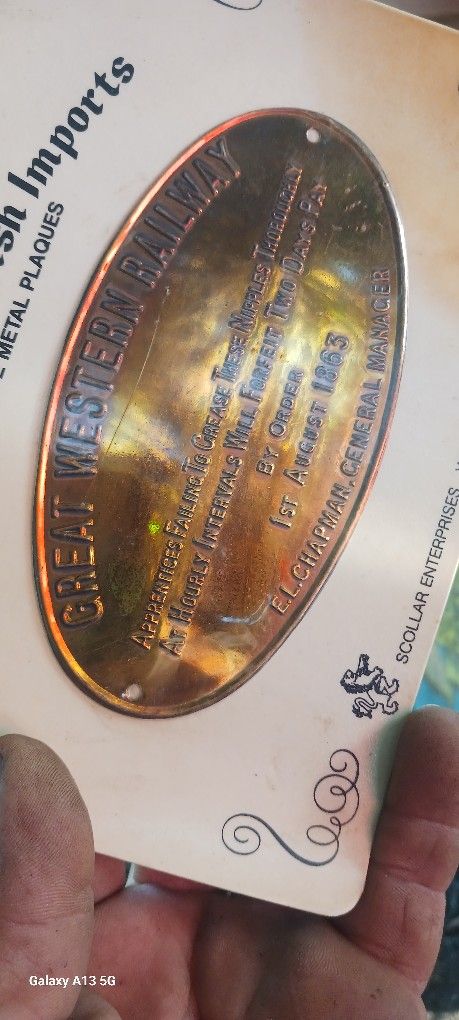 sh Imports
METAL PLAQUES
GREAT WESTERN RAILWAY
APPRENTICES FAILING TO GREASE THESE NIPPLES THOROUGHLY
AT HOURLY INTERVALS WILL FORFEIT TWO DAYS PAY
BY ORDER
1ST AUGUST 1863
E.L.CHAPMAN. GENERAL MANAGER
SCOLLAR ENTERPRISES
Galaxy A13 5G